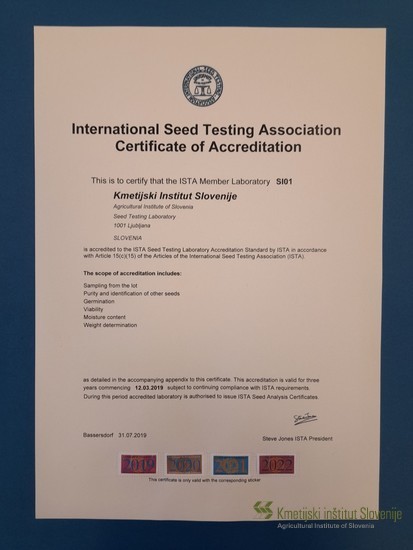 International Seed Testing Association
Certificate of Accreditation
This is to certify that the ISTA Member Laboratory SI01
Kmetijski Institut Slovenije
Agricultural Institute of Slovenia
Seed Testing Laboratory
1001 Ljubljana
SLOVENIA
is accredited to the ISTA Seed Testing Laboratory Accreditation Standard by ISTA in accordance
with Article 15(c)(15) of the Articles of the International Seed Testing Association (ISTA)
The scope of accreditation includes:
Sampling from the lot
Purity and identification of other seeds
Germination
Viability
Moisture content
Weight determination
as detailed in the accompanying appendix to this certificate. This accreditation is valid for three
years commencing 12.03.2019 subject to continuing compliance with ISTA requirements.
During this period accredited laboratory is authorised to issue ISTA Seed Analysis Certificates.
Bassersdorf 31.07.2019
Steve Jones ISTA President
2019 2020 2021 2022
This certificate is only valid with the corresponding sticker
Kmetijski inštitut Slovenije
Agricultural Institute of Slovenia